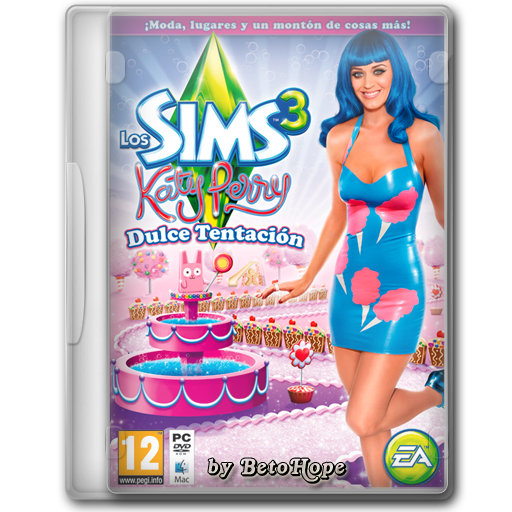 ¡Moda, lugares y un montón de cosas más!
Los SIMS 3
Katy Perry
Dulce Tentación
12
www.pegi.info
PC
DVD
ROM
Mac
EA
by BetoHope